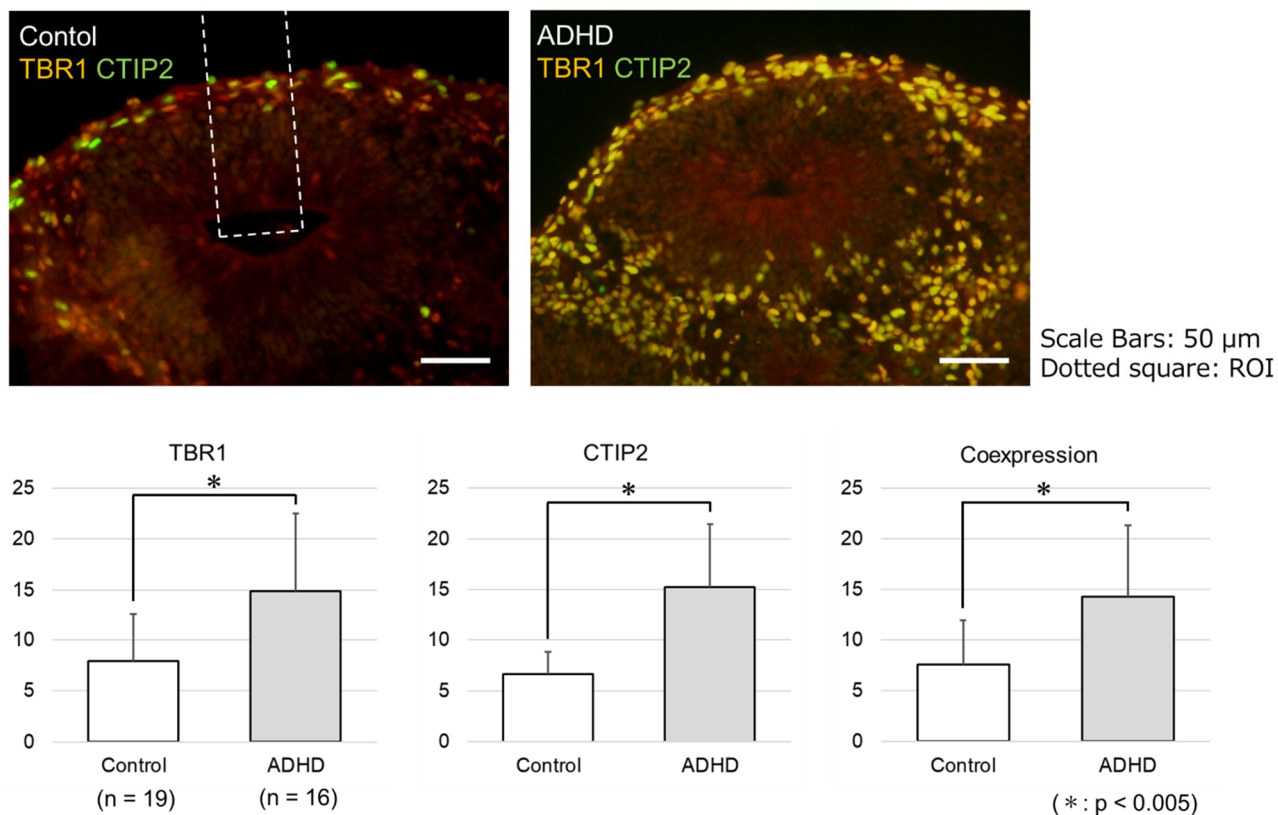 Contol
TBR1 CTIP2
ADHD
TBR1 CTIP2
Scale Bars: 50 µm
Dotted square: ROI
TBR1
25
20
15
10
5
0
*
Control
ADHD
(n = 19)
(n = 16)
CTIP2
25
20
15
10
5
0
*
Control
ADHD
Coexpression
25
20
15
10
5
0
*
Control
ADHD
(*: p < 0.005)